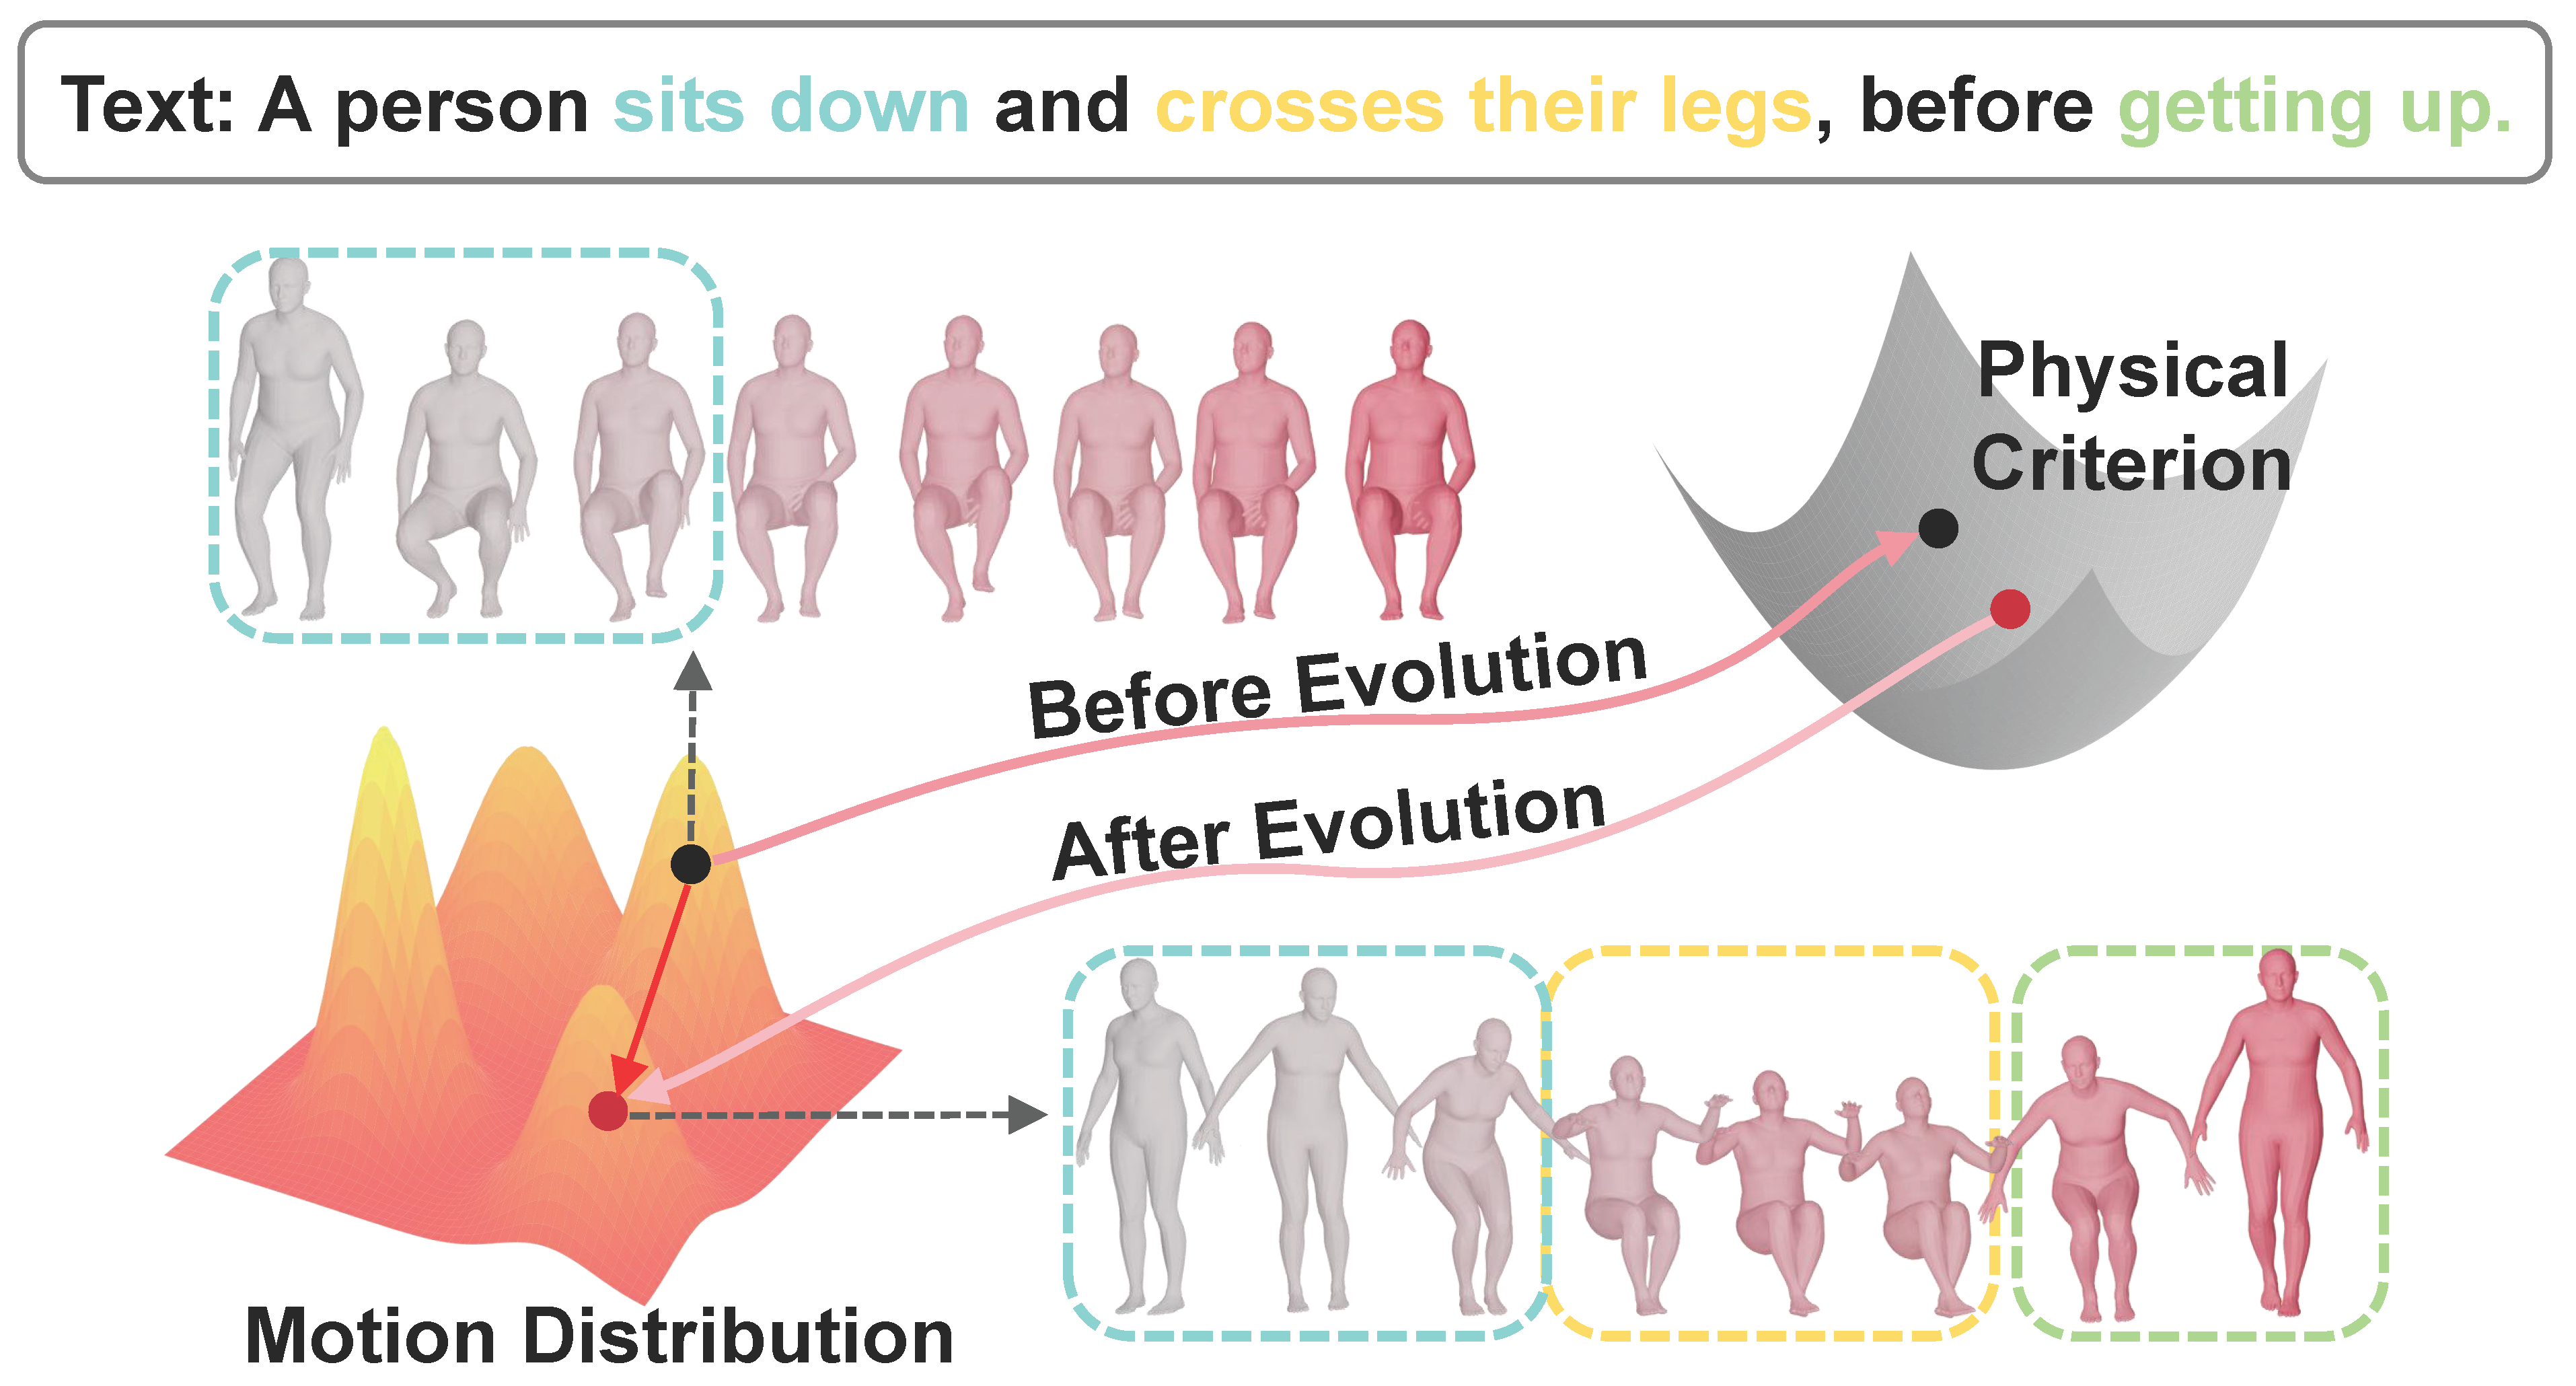 Text: A person sits down and crosses their legs, before getting up.
Physical
Criterion
Before Evolution
After Evolution
Motion Distribution